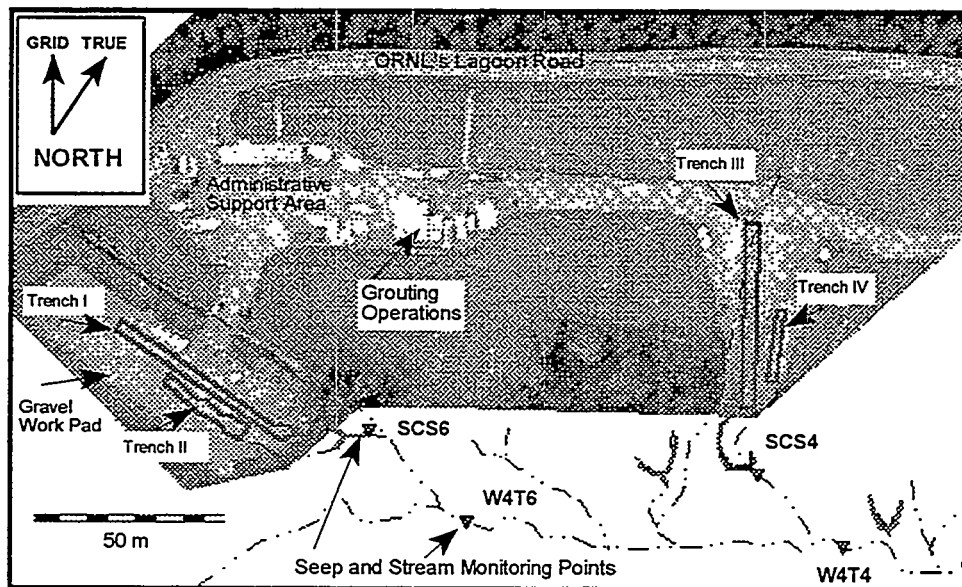 GRID TRUE
NORTH
ORNL's Lagoon Road
Trench III
Administrative
Support Area
Trench I
Grouting
Operations
Trench IV
Gravel
Work Pad
Trench II
SCS6
SCS4
W4T6
50 m
Seep and Stream Monitoring Points
W4T4